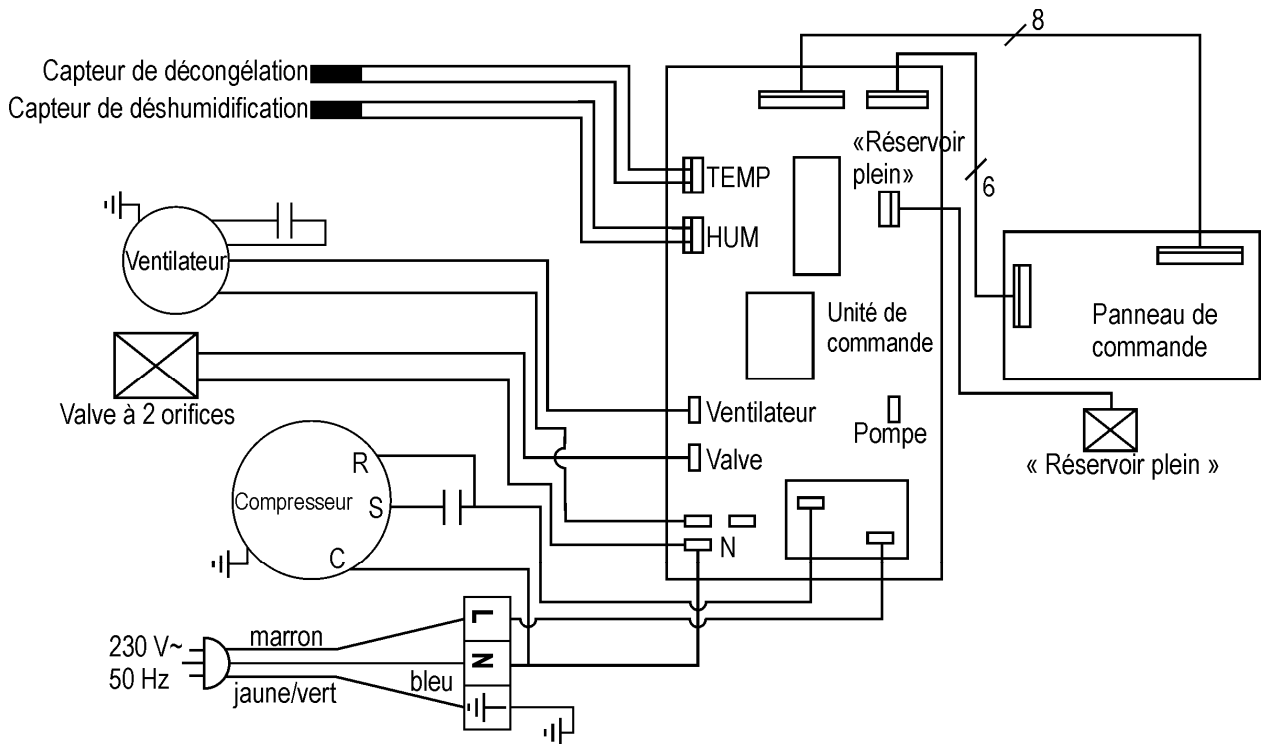 8
Capteur de décongélation
Capteur de déshumidification
«Réservoir
plein»
TEMP
6
HUM
Ventilateur
Unité de
commande
Panneau de
commande
Valve à 2 orifices
Ventilateur
Pompe
« Réservoir plein »
Valve
R
Compresseur
S
C
N
L
230 V~
marron
N
50 Hz
jaune/vert
bleu